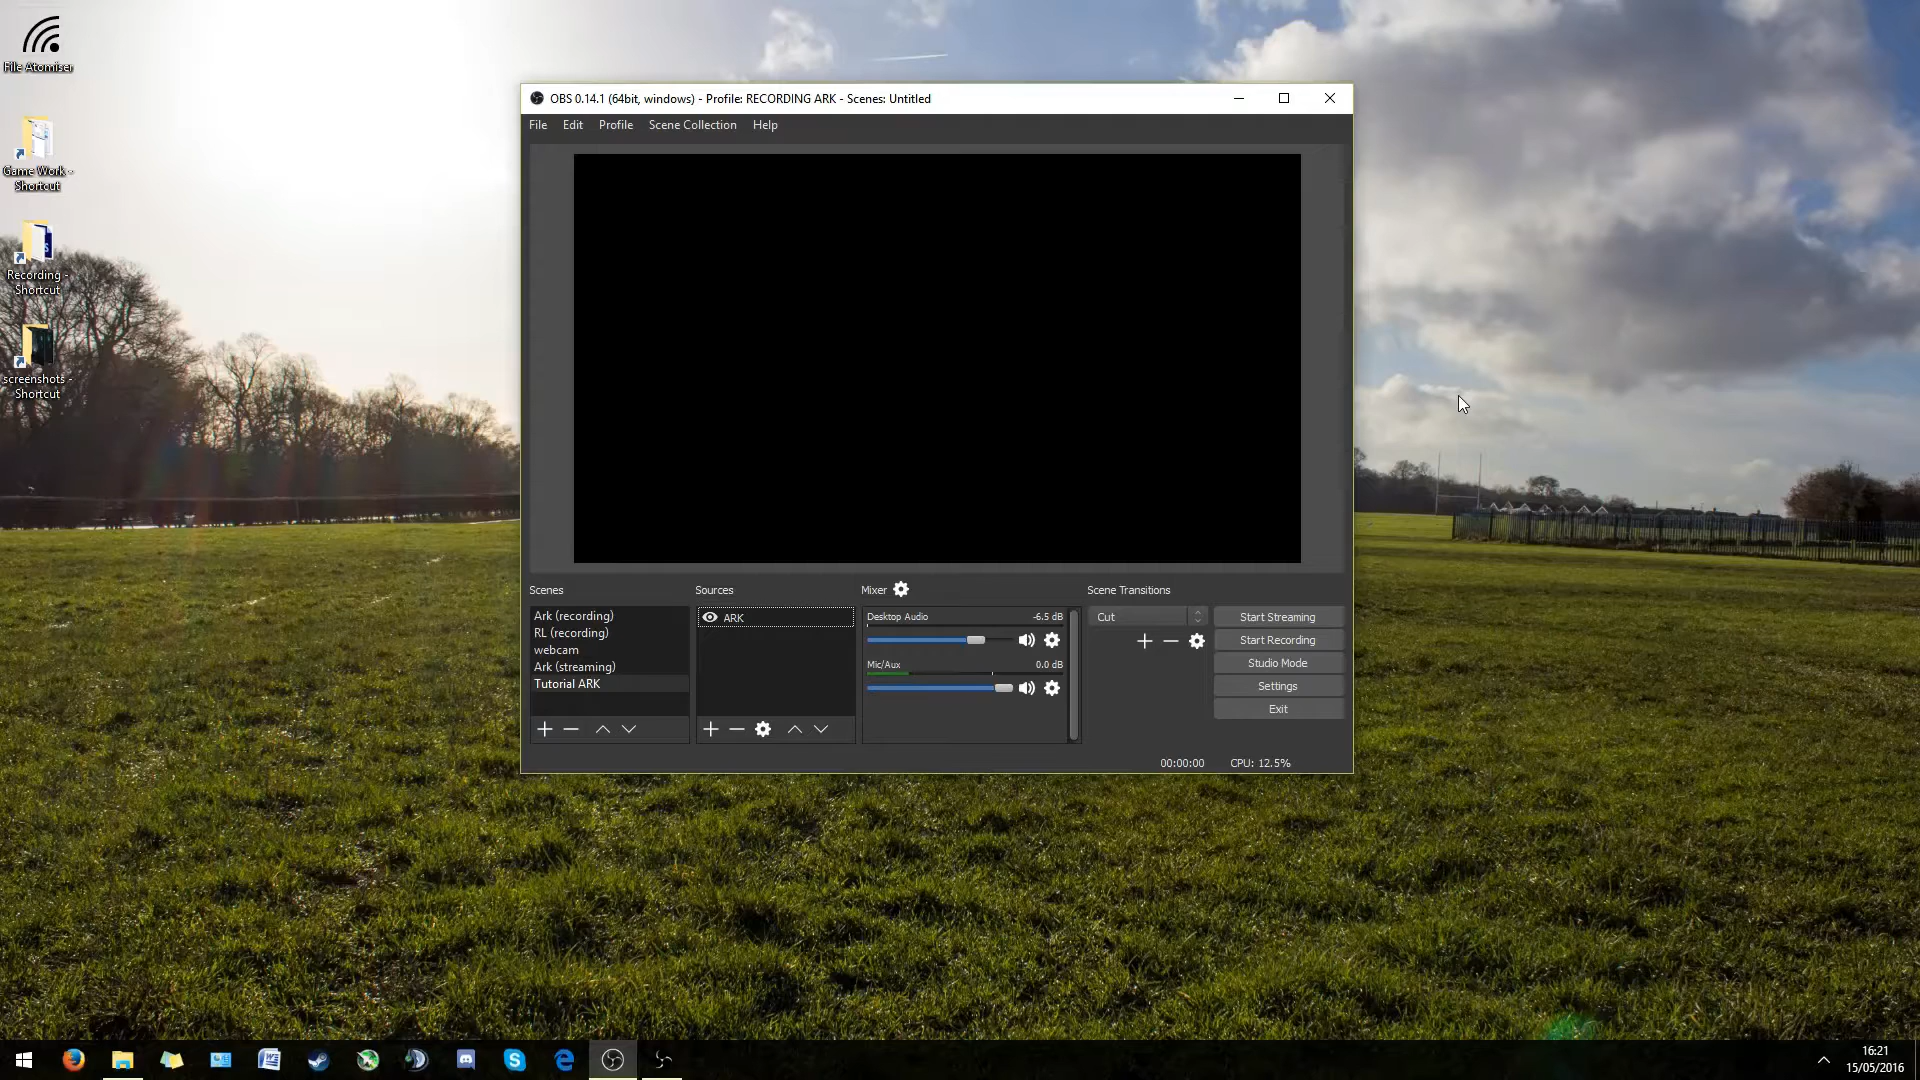 File Atomiser
Game Work - Shortcut
Recording - Shortcut
screenshots - Shortcut
OBS 0.14.1 (64bit, windows) - Profile: RECORDING ARK - Scenes: Untitled
File Edit Profile Scene Collection Help
Scenes
Ark (recording)
RL (recording)
webcam
Ark (streaming)
Tutorial ARK
Sources
ARK
Mixer
Desktop Audio -6.5 dB
Mic/Aux 0.0 dB
Scene Transitions
Cut
Start Streaming
Start Recording
Studio Mode
Settings
Exit
00:00:00 CPU: 12.5%
16:21
15/05/2016